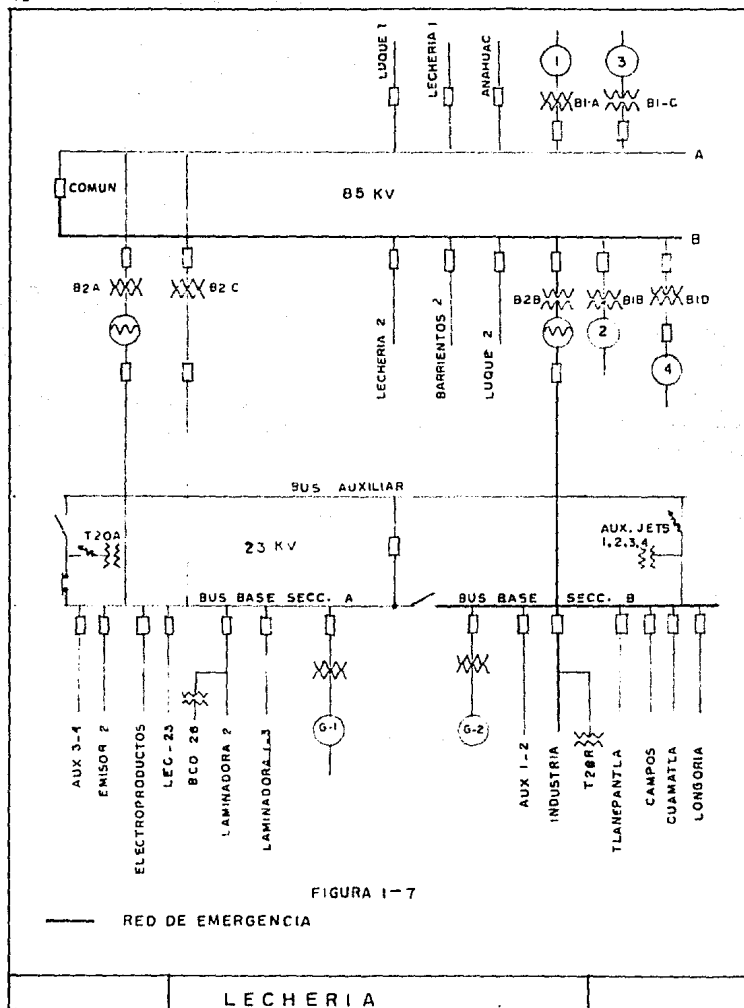 LUQUE 1
LECHERIA 1
ANAHUAC
1
3
B1-A
B1-C
A
COMUN
85 KV
B
B2A
B2C
LECHERIA 2
BARRIENTOS 2
LUQUE 2
B2B
B1B
B1D
2
4
BUS AUXILIAR
T20A
23 KV
AUX. JETS
1,2,3,4
BUS BASE SECC. A
BUS BASE SECC. B
AUX 3-4
EMISOR 2
ELECTROPRODUCTOS
LEC-23
BCO 26
LAMINADORA 2
LAMINADORA 1-3
G-1
G-2
AUX 1-2
INDUSTRIA
T28R
TLANEPANTLA
CAMPOS
CUAMATLA
LONGORIA
FIGURA 1-7
RED DE EMERGENCIA
LECHERIA